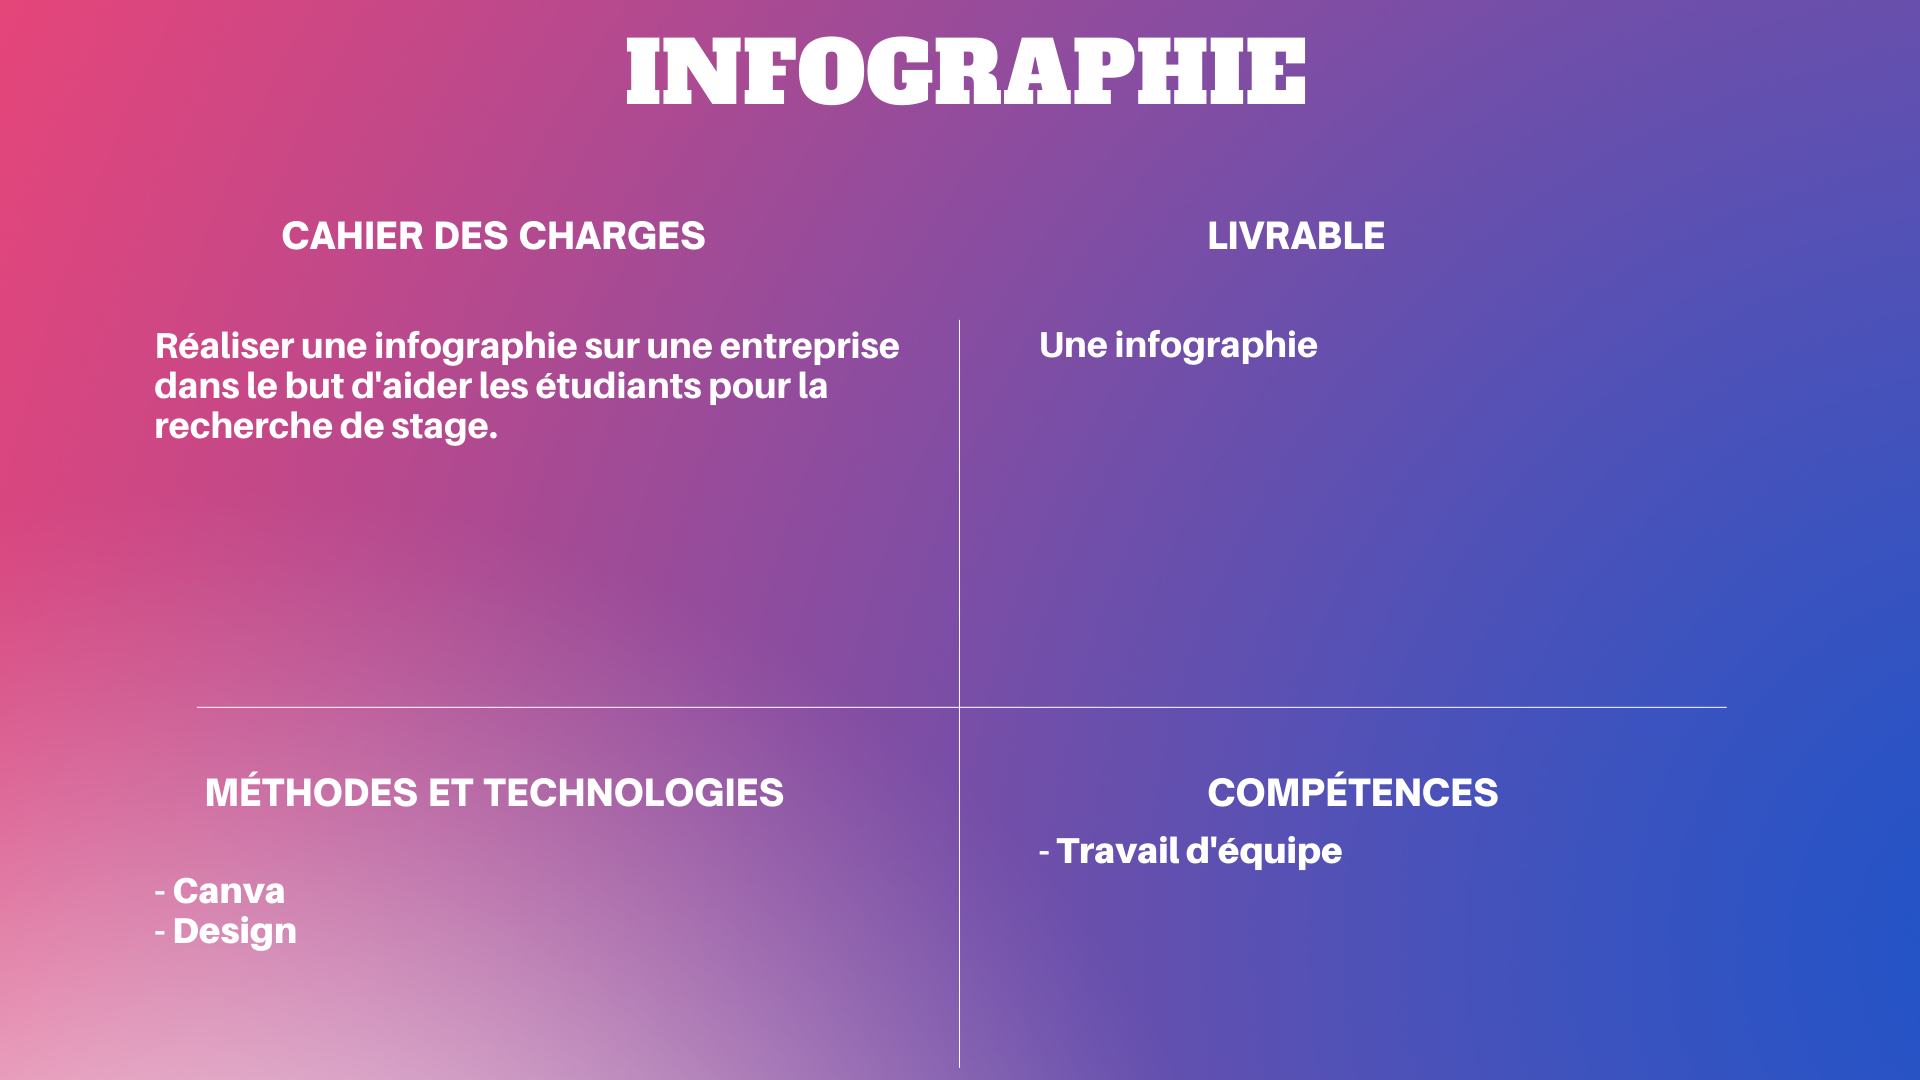 INFOGRAPHIE
CAHIER DES CHARGES
Réaliser une infographie sur une entreprise
dans le but d'aider les étudiants pour la
recherche de stage.
LIVRABLE
Une infographie
MÉTHODES ET TECHNOLOGIES
- Canva
- Design
COMPÉTENCES
- Travail d'équipe